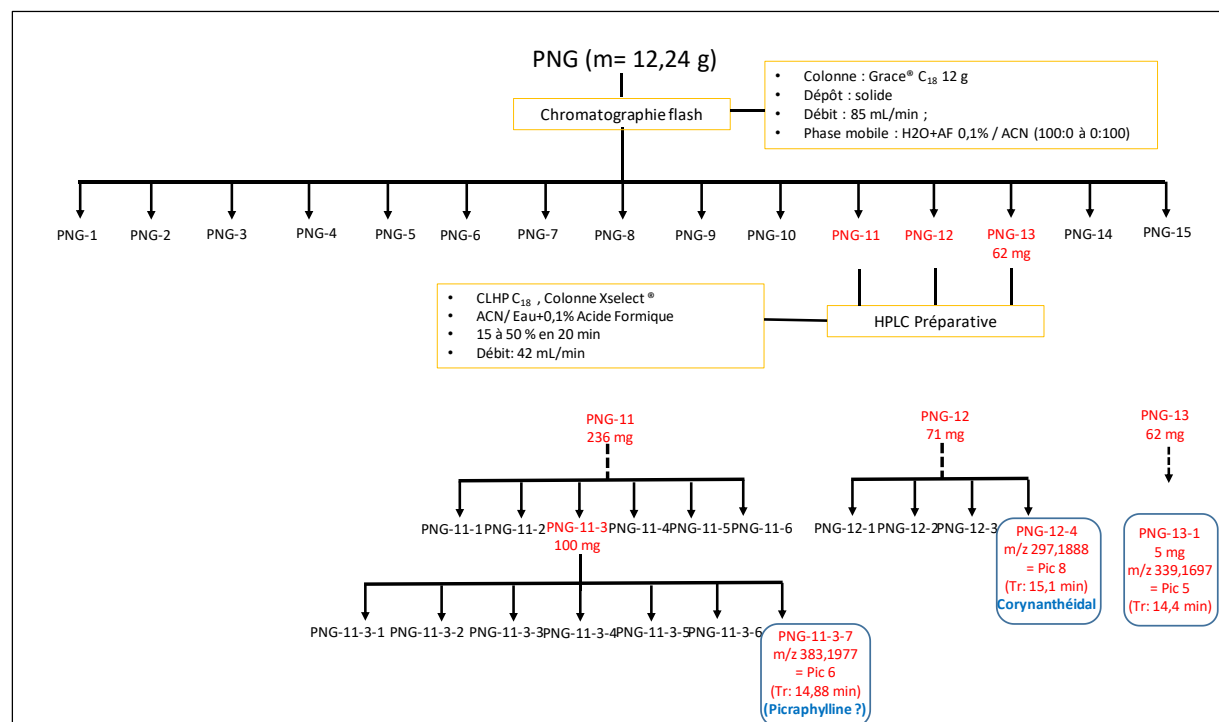 PNG (m= 12,24 g)
Chromatographie flash
• Colonne : Grace® C₁₈ 12 g
• Dépôt : solide
• Débit : 85 mL/min ;
• Phase mobile : H2O+AF 0,1% / ACN (100:0 à 0:100)
PNG-1 PNG-2 PNG-3 PNG-4 PNG-5 PNG-6 PNG-7 PNG-8 PNG-9 PNG-10 PNG-11 PNG-12 PNG-13 PNG-14 PNG-15
62 mg
• CLHP C₁₈ , Colonne Xselect ®
• ACN/ Eau+0,1% Acide Formique
• 15 à 50 % en 20 min
• Débit: 42 mL/min
HPLC Préparative
PNG-11
236 mg
PNG-12
71 mg
PNG-13
62 mg
PNG-11-1 PNG-11-2 PNG-11-3 PNG-11-4 PNG-11-5 PNG-11-6
100 mg
PNG-12-1 PNG-12-2 PNG-12-3
PNG-12-4
m/z 297,1888
= Pic 8
(Tr: 15,1 min)
Corynanthéidal
PNG-13-1
5 mg
m/z 339,1697
= Pic 5
(Tr: 14,4 min)
PNG-11-3-1 PNG-11-3-2 PNG-11-3-3 PNG-11-3-4 PNG-11-3-5 PNG-11-3-6
PNG-11-3-7
m/z 383,1977
= Pic 6
(Tr: 14,88 min)
(Picraphylline ?)